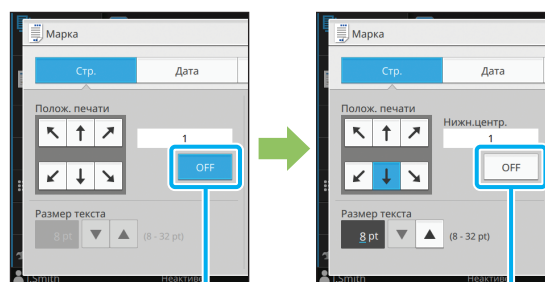 Марка
Стр.
Дата
Полож. печати
1
OFF
Размер текста
8 pt
(8 - 32 pt)
J.Smith
Неактивно
Марка
Стр.
Дата
Полож. печати
Нижн.центр.
1
OFF
Размер текста
8 pt
(8 - 32 pt)
J.Smith